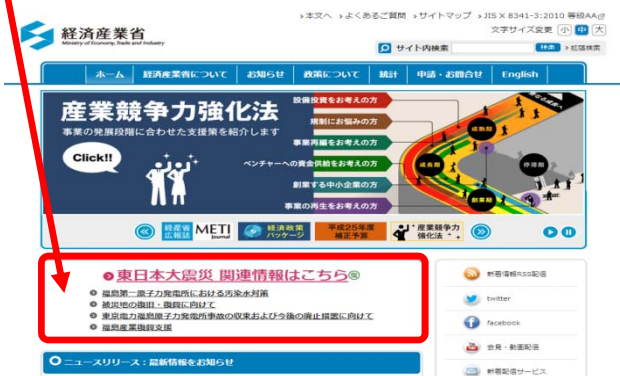 ›本文へ ›よくあるご質問 ›サイトマップ ›JIS X 8341-3:2010 等級AA
文字サイズ変更 小 中 大
経済産業省
Ministry of Economy, Trade and Industry
サイト内検索 検索 ›拡張検索
ホーム 経済産業省について お知らせ 政策について 統計 申請・お問合せ English
産業競争力強化法
事業の発展段階に合わせた支援策を紹介します
Click!!
設備投資をお考えの方
規制にお悩みの方
事業再編をお考えの方
ベンチャーへの資金供給をお考えの方
創業する中小企業の方
事業の再生をお考えの方
成熟期
成長期
停滞期
創業期
経産省広報誌 METI Journal
経済政策パッケージ
平成25年度補正予算
産業競争力強化法
東日本大震災 関連情報はこちら
福島第一原子力発電所における汚染水対策
被災地の復旧・復興に向けて
東京電力福島原子力発電所事故の収束および今後の廃止措置に向けて
福島産業復興支援
ニュースリリース：最新情報をお知らせ
新着情報RSS配信
twitter
facebook
会見・動画配信
新着配信サービス